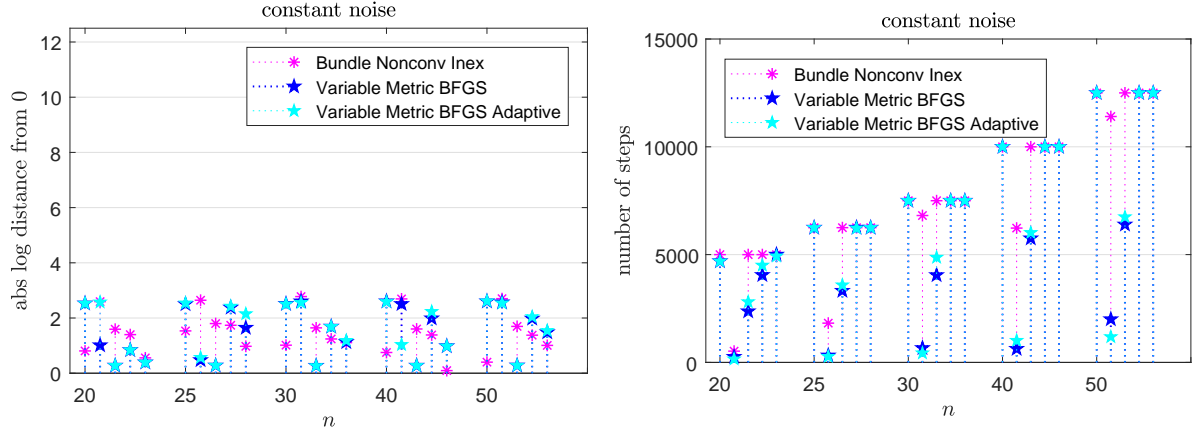 constant noise
abs log distance from 0
12
10
8
6
4
2
0
Bundle Nonconv Inex
Variable Metric BFGS
Variable Metric BFGS Adaptive
20 25 30 40 50
n
constant noise
number of steps
15000
10000
5000
0
Bundle Nonconv Inex
Variable Metric BFGS
Variable Metric BFGS Adaptive
20 25 30 40 50
n